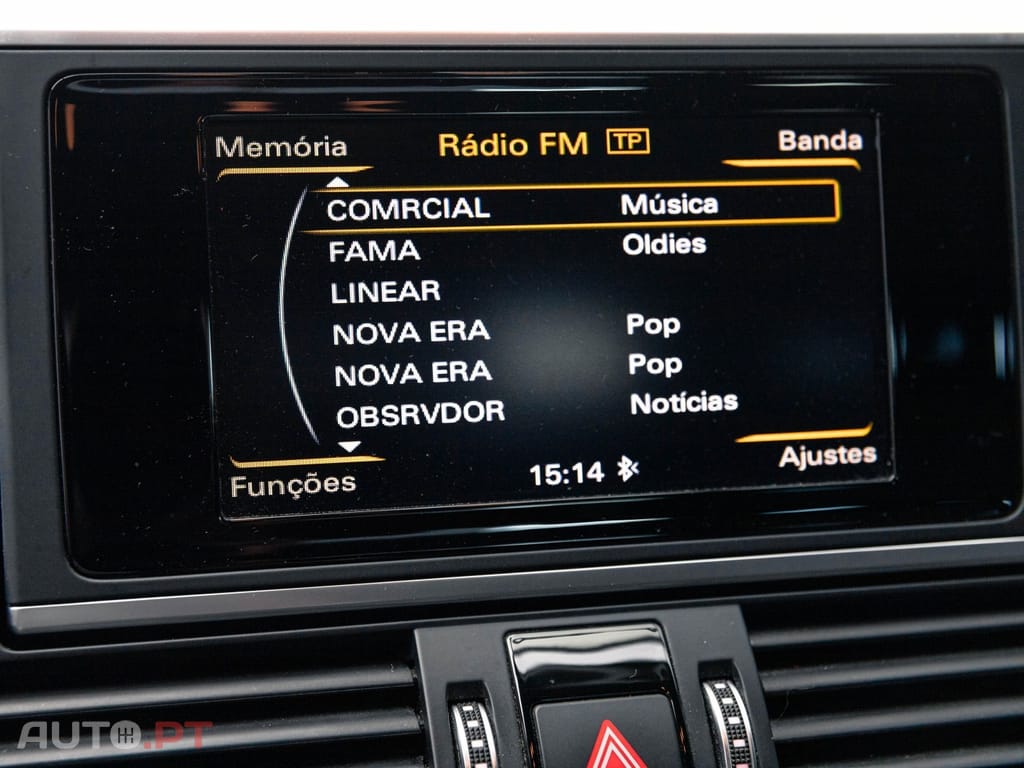 Memória Rádio FM TP Banda
COMRCIAL Música
FAMA Oldies
LINEAR
NOVA ERA Pop
NOVA ERA Pop
OBSRVDOR Notícias
Funções 15:14 Ajustes
AUTO.PT